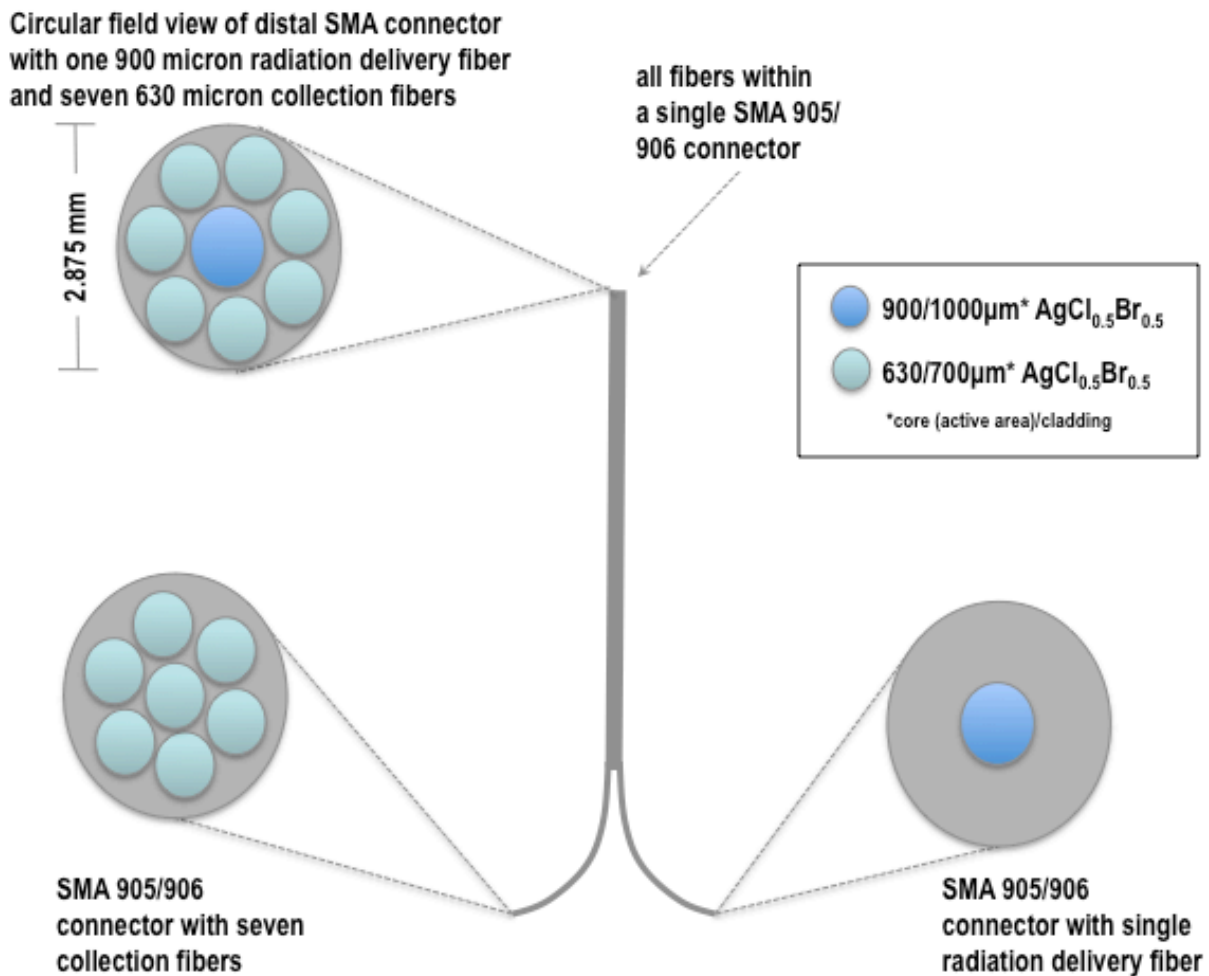 Circular field view of distal SMA connector
with one 900 micron radiation delivery fiber
and seven 630 micron collection fibers
all fibers within
a single SMA 905/
906 connector
2.875 mm
900/1000μm* AgCl0.5Br0.5
630/700μm* AgCl0.5Br0.5
*core (active area)/cladding
SMA 905/906
connector with seven
collection fibers
SMA 905/906
connector with single
radiation delivery fiber